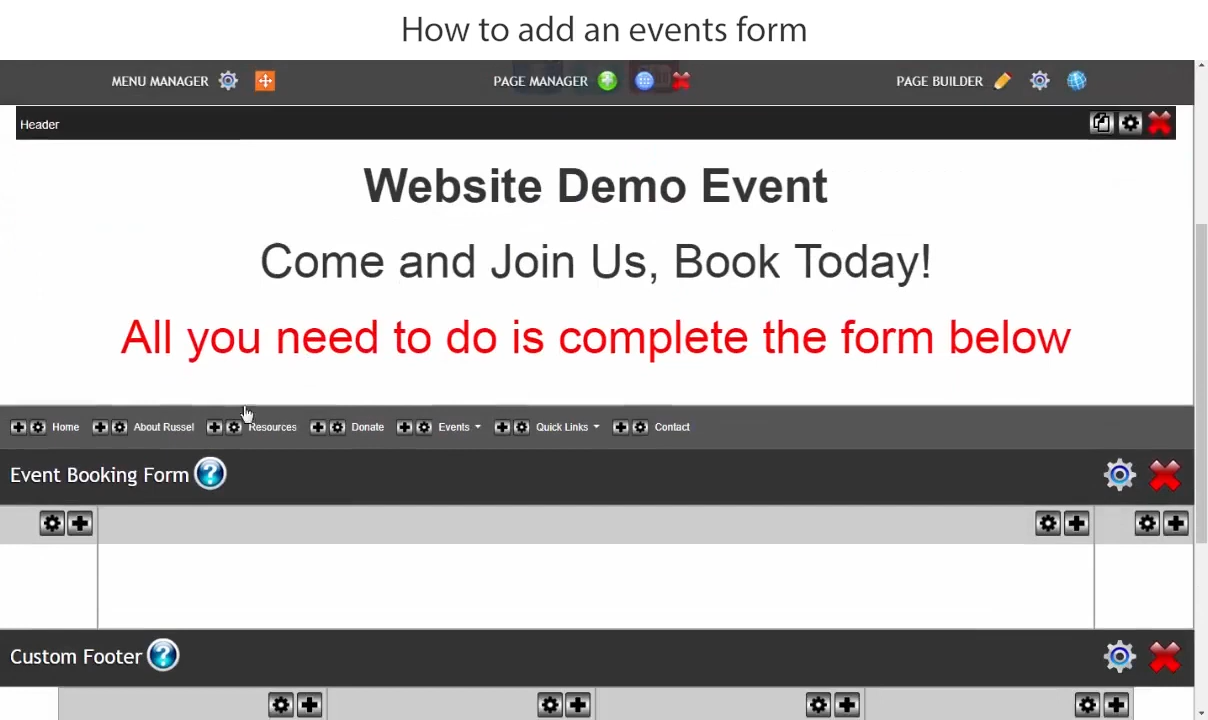 How to add an events form
MENU MANAGER PAGE MANAGER PAGE BUILDER
Header
Website Demo Event
Come and Join Us, Book Today!
All you need to do is complete the form below
Home About Russel Resources Donate Events Quick Links Contact
Event Booking Form ?
Custom Footer ?